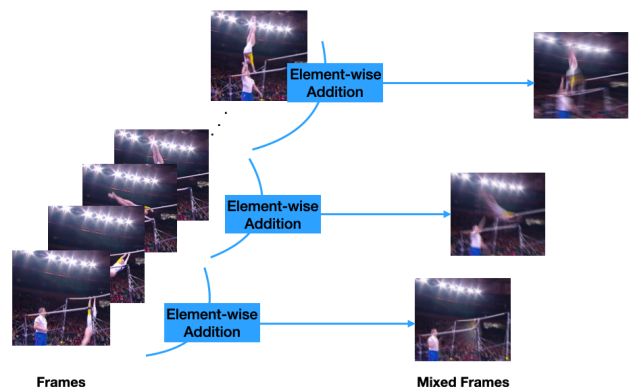 Element-wise
Addition
Element-wise
Addition
Element-wise
Addition
Frames
Mixed Frames